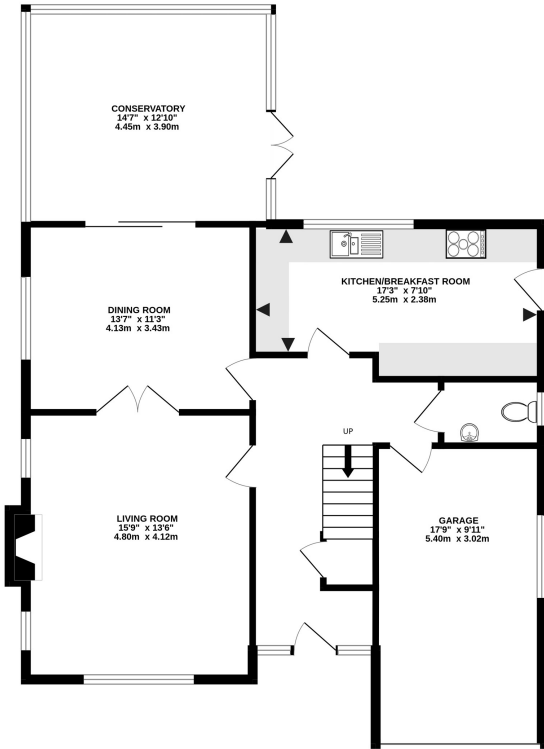 CONSERVATORY
14'7" x 12'10"
4.45m x 3.90m
KITCHEN/BREAKFAST ROOM
17'3" x 7'10"
5.25m x 2.38m
DINING ROOM
13'7" x 11'3"
4.13m x 3.43m
UP
LIVING ROOM
15'9" x 13'6"
4.80m x 4.12m
GARAGE
17'9" x 9'11"
5.40m x 3.02m